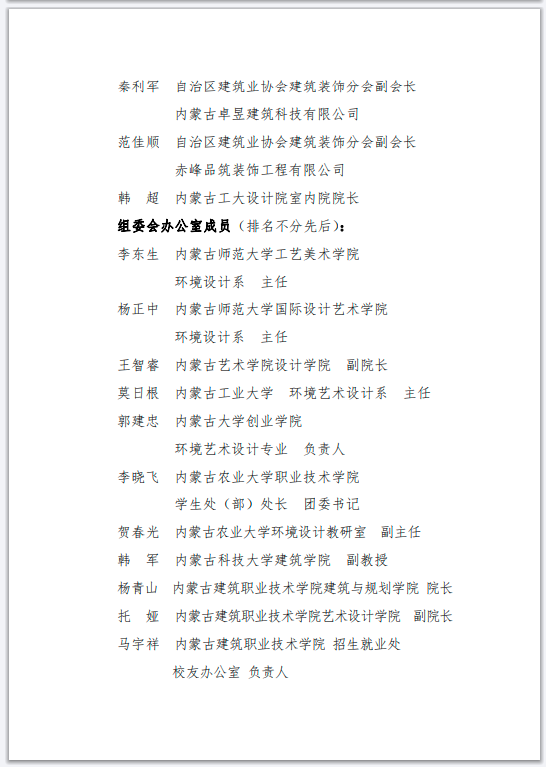 秦利军  自治区建筑业协会建筑装饰分会副会长
内蒙古卓昱建筑科技有限公司
范佳顺  自治区建筑业协会建筑装饰分会副会长
赤峰品筑装饰工程有限公司
韩  超  内蒙古工大设计院室内院院长
组委会办公室成员（排名不分先后）：
李东生  内蒙古师范大学工艺美术学院
环境设计系  主任
杨正中  内蒙古师范大学国际设计艺术学院
环境设计系  主任
王智睿  内蒙古艺术学院设计学院  副院长
莫日根  内蒙古工业大学  环境艺术设计系  主任
郭建忠  内蒙古大学创业学院
环境艺术设计专业  负责人
李晓飞  内蒙古农业大学职业技术学院
学生处（部）处长  团委书记
贺春光  内蒙古农业大学环境设计教研室  副主任
韩  军  内蒙古科技大学建筑学院  副教授
杨青山  内蒙古建筑职业技术学院建筑与规划学院 院长
托  娅  内蒙古建筑职业技术学院艺术设计学院  副院长
马宇祥  内蒙古建筑职业技术学院 招生就业处
校友办公室 负责人